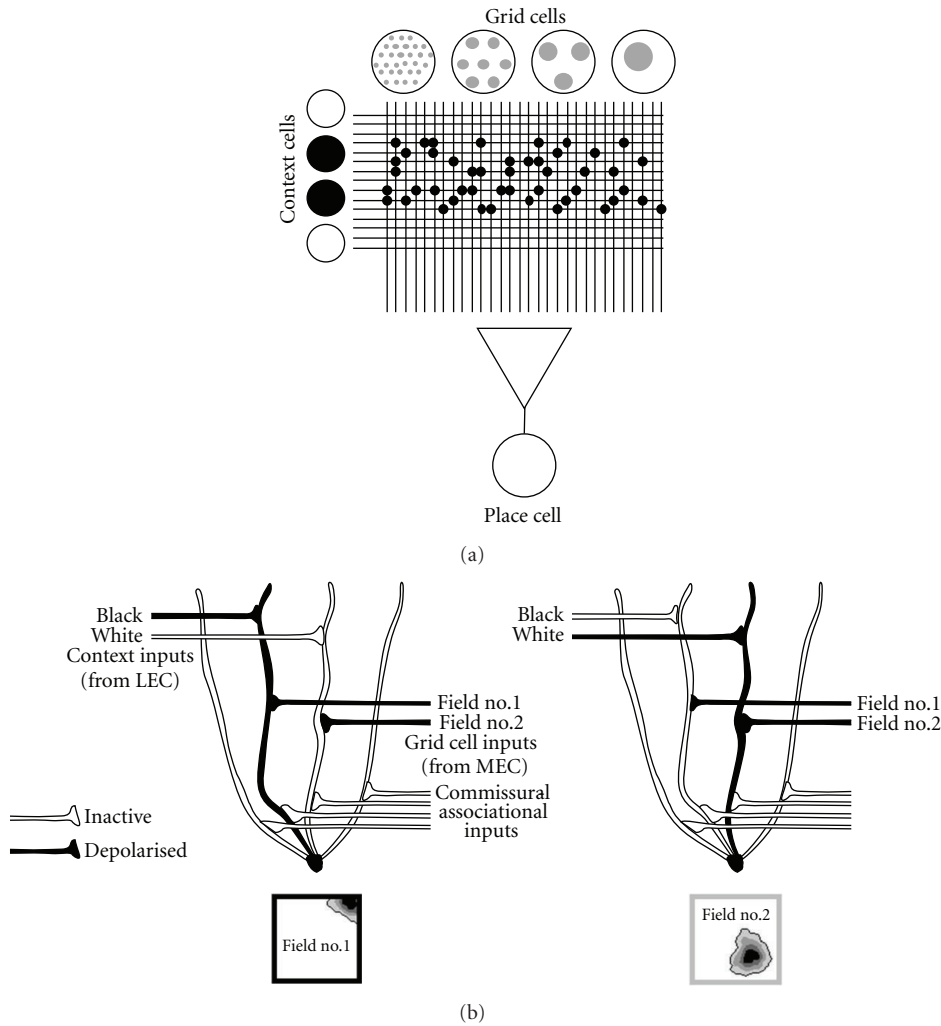 Grid cells
Context cells
Place cell
(a)
Black
White
Context inputs
(from LEC)
Field no.1
Field no.2
Grid cell inputs
(from MEC)
Commissural
associational
inputs
Inactive
Depolarised
Field no.1
Black
White
Field no.1
Field no.2
Field no.2
(b)